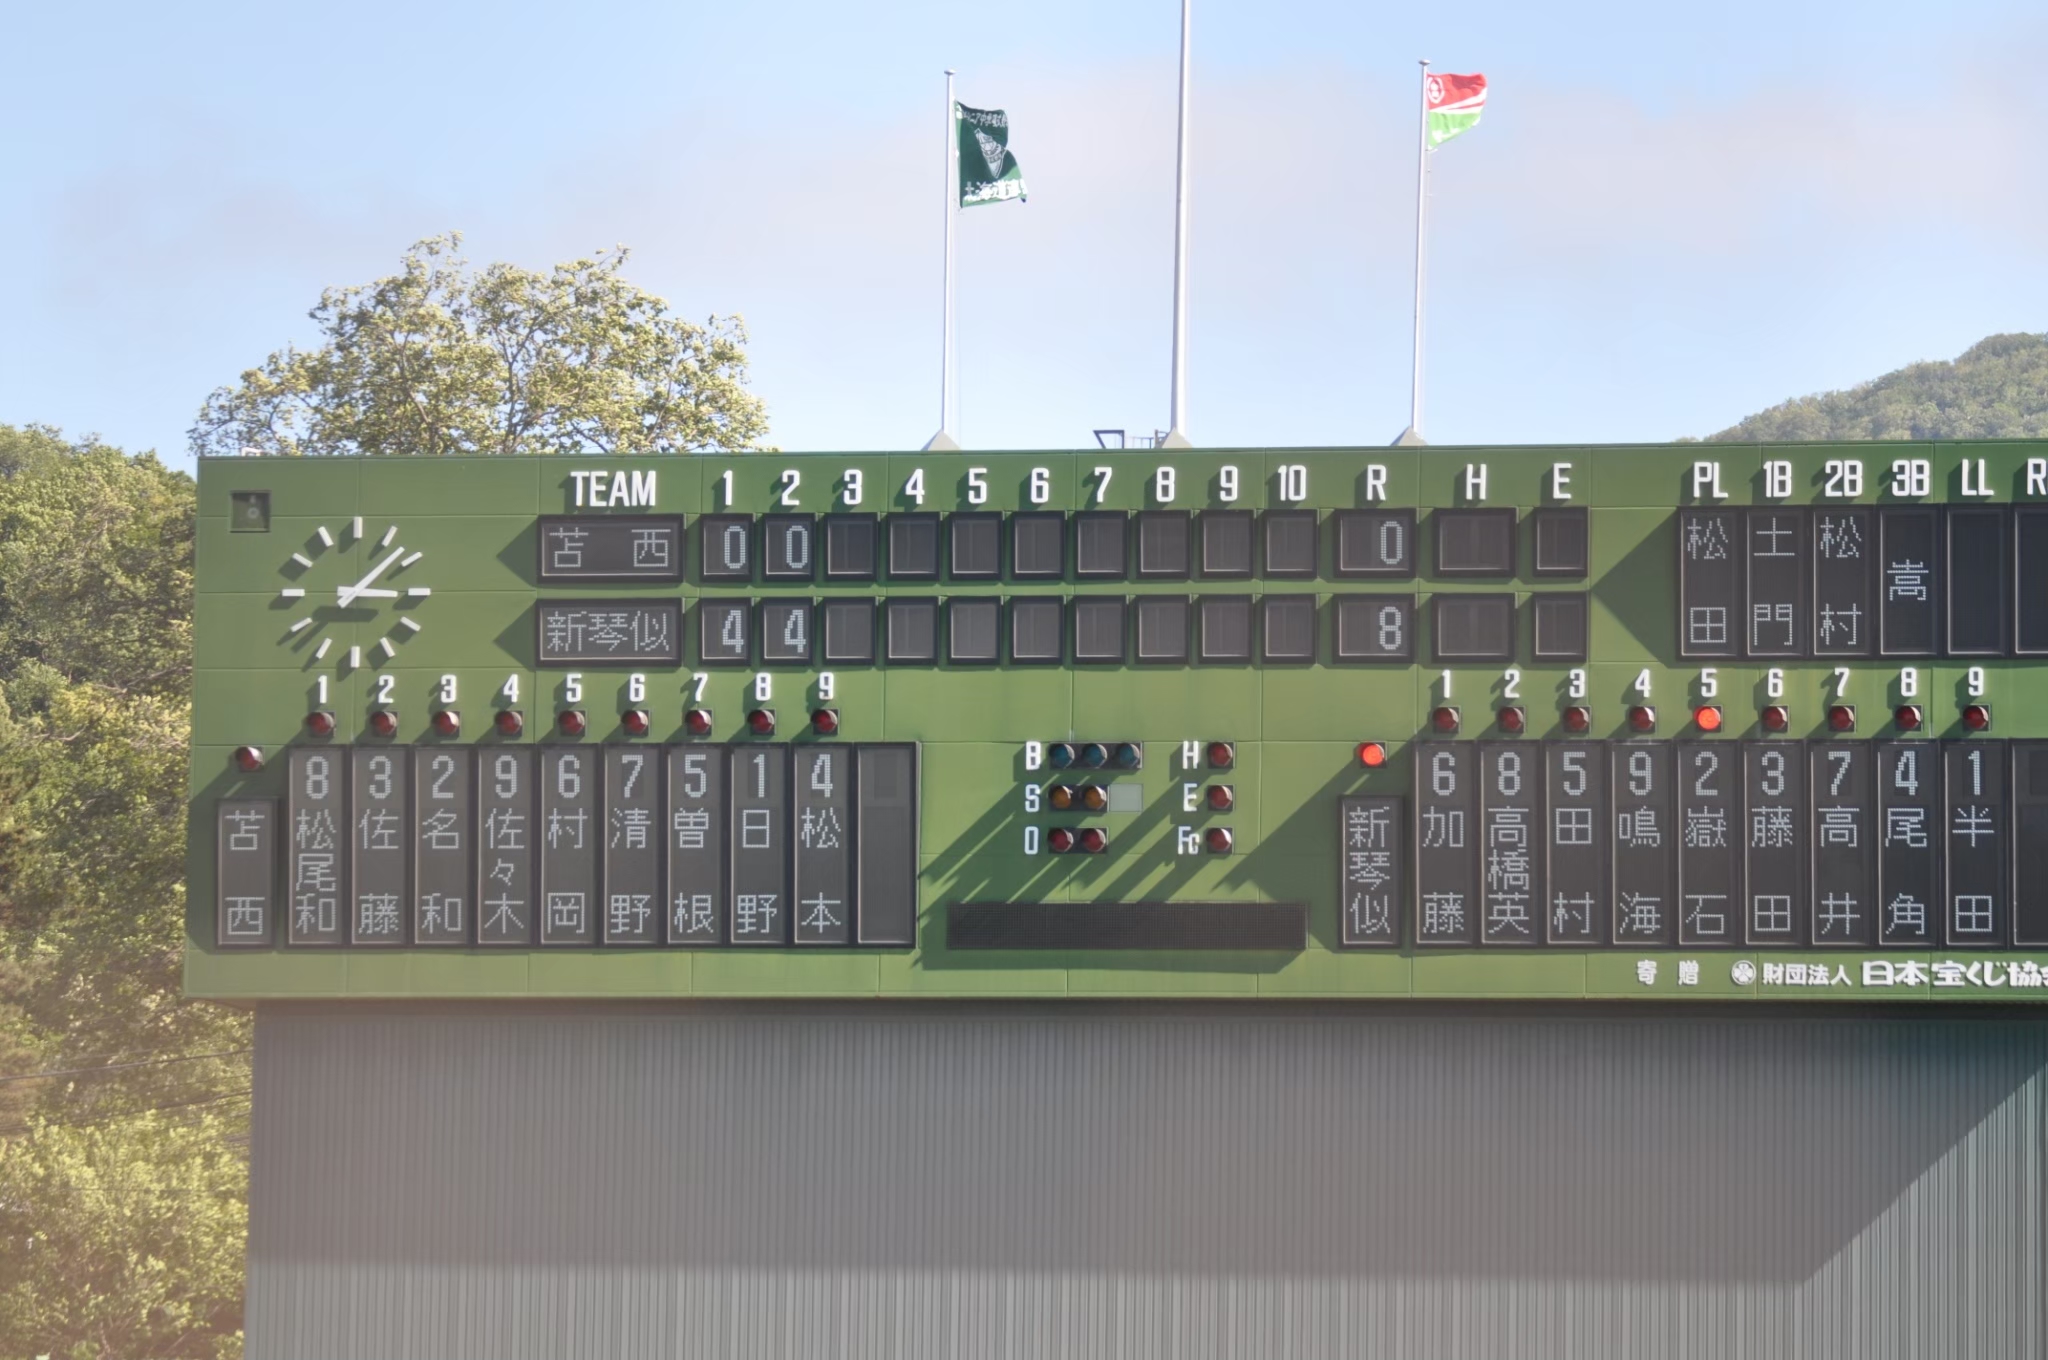 TEAM 1 2 3 4 5 6 7 8 9 10 R H E
苫西 0 0 0
新琴似 4 4 8
PL 1B 2B 3B LL
松田 土門 松村 嵩
1 2 3 4 5 6 7 8 9
8 3 2 9 6 7 5 1 4
苫西 松尾和 佐藤 名和 佐々木 村岡 清野 曽根 日野 松本
B H
S E
O Fc
1 2 3 4 5 6 7 8 9
6 8 5 9 2 3 7 4 1
新琴似 加藤 高橋英 田村 鳴海 嶽石 藤田 高井 尾角 半田
寄贈 財団法人 日本宝くじ協